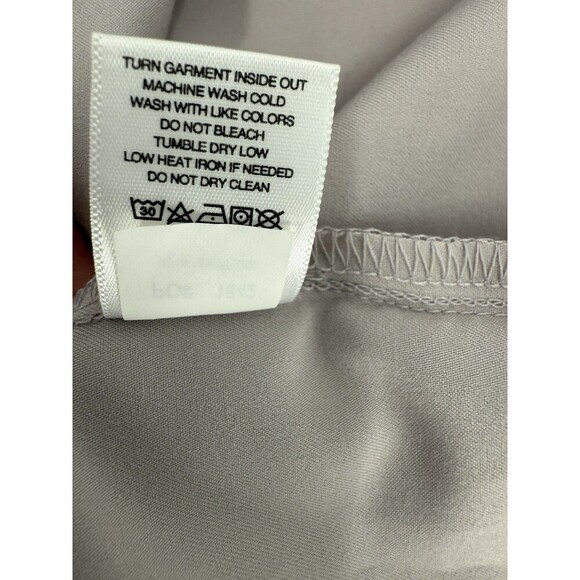 TURN GARMENT INSIDE OUT
MACHINE WASH COLD
WASH WITH LIKE COLORS
DO NOT BLEACH
TUMBLE DRY LOW
LOW HEAT IRON IF NEEDED
DO NOT DRY CLEAN
30